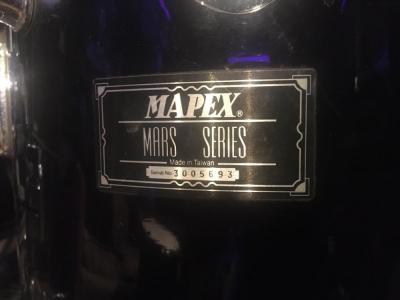 MAPEX®
MARS SERIES
Made in Taiwan
Serial No. 3005693